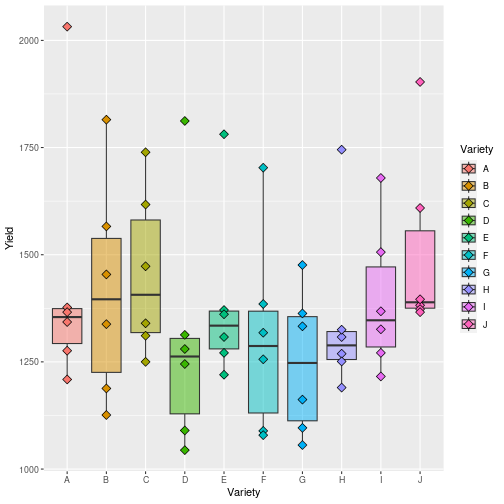 2000
1750
1500
1250
1000
Yield
A B C D E F G H I J
Variety
Variety
A
B
C
D
E
F
G
H
I
J